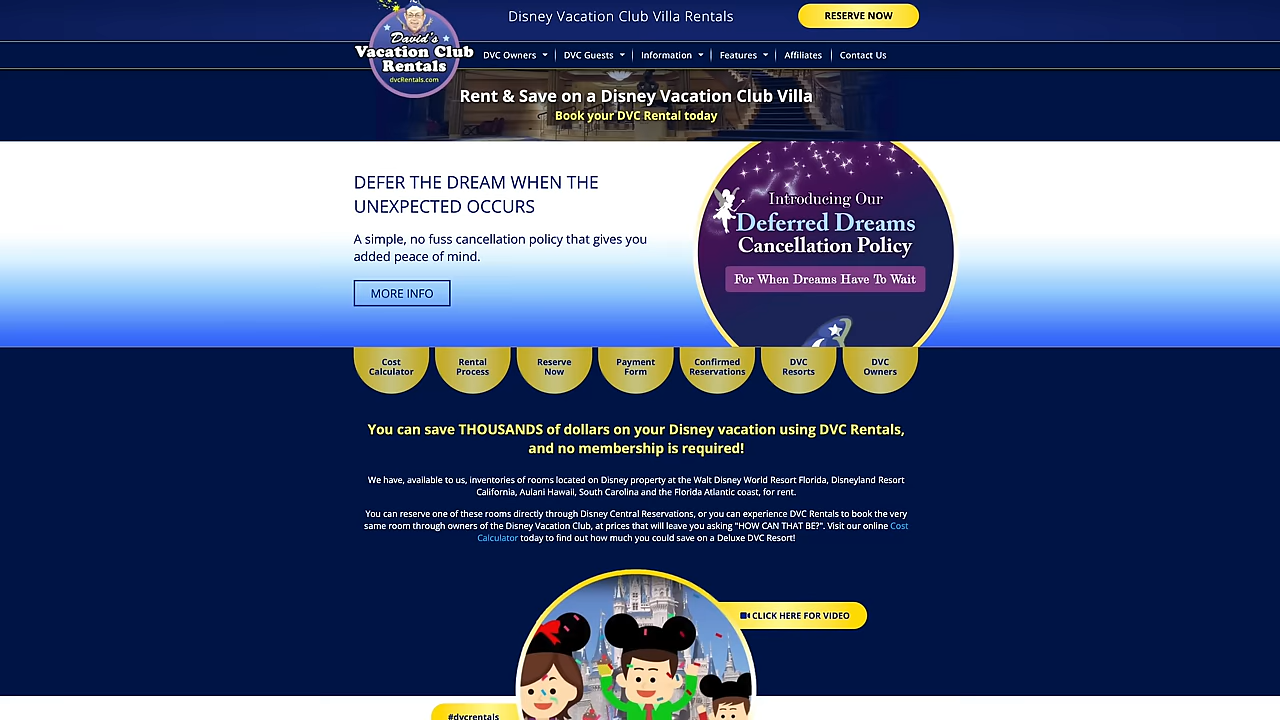 Disney Vacation Club Villa Rentals
RESERVE NOW
David's
Vacation Club
Rentals
dvcRentals.com
DVC Owners
DVC Guests
Information
Features
Affiliates
Contact Us
Rent & Save on a Disney Vacation Club Villa
Book your DVC Rental today
DEFER THE DREAM WHEN THE
UNEXPECTED OCCURS
A simple, no fuss cancellation policy that gives you
added peace of mind.
MORE INFO
Introducing Our
Deferred Dreams
Cancellation Policy
For When Dreams Have To Wait
Cost
Calculator
Rental
Process
Reserve
Now
Payment
Form
Confirmed
Reservations
DVC
Resorts
DVC
Owners
You can save THOUSANDS of dollars on your Disney vacation using DVC Rentals,
and no membership is required!
We have, available to us, inventories of rooms located on Disney property at the Walt Disney World Resort Florida, Disneyland Resort
California, Aulani Hawaii, South Carolina and the Florida Atlantic coast, for rent.
You can reserve one of these rooms directly through Disney Central Reservations, or you can experience DVC Rentals to book the very
same room through owners of the Disney Vacation Club, at prices that will leave you asking "HOW CAN THAT BE?". Visit our online Cost
Calculator today to find out how much you could save on a Deluxe DVC Resort!
CLICK HERE FOR VIDEO
#dvcrentals